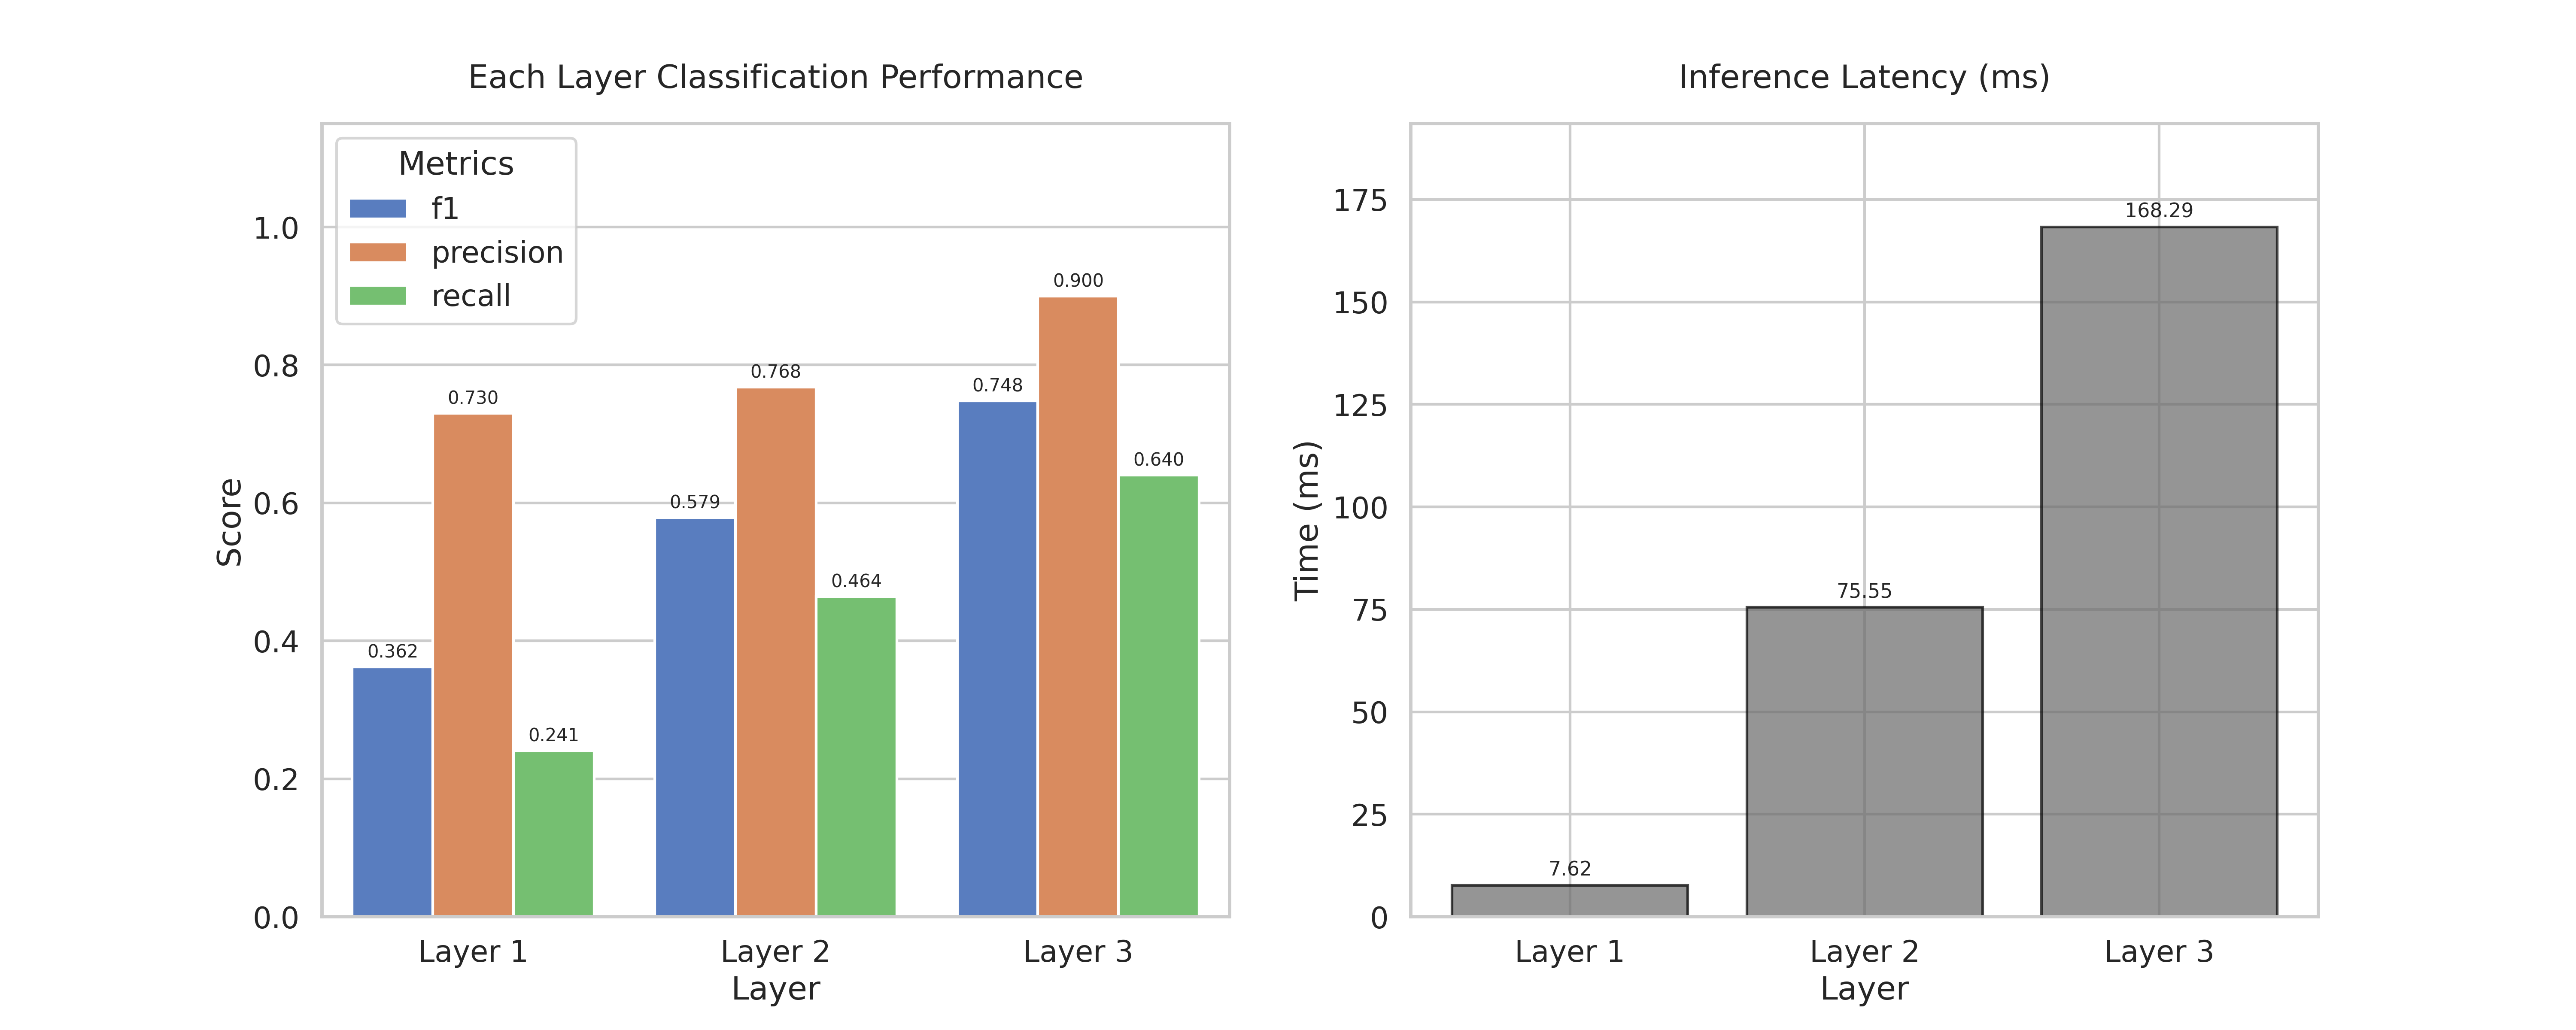 Each Layer Classification Performance
Metrics
f1
precision
recall
1.0
0.8
0.6
0.4
0.2
0.0
Score
0.362
0.730
0.241
0.579
0.768
0.464
0.748
0.900
0.640
Layer 1
Layer 2
Layer 3
Layer
Inference Latency (ms)
175
150
125
100
75
50
25
0
Time (ms)
7.62
75.55
168.29
Layer 1
Layer 2
Layer 3
Layer